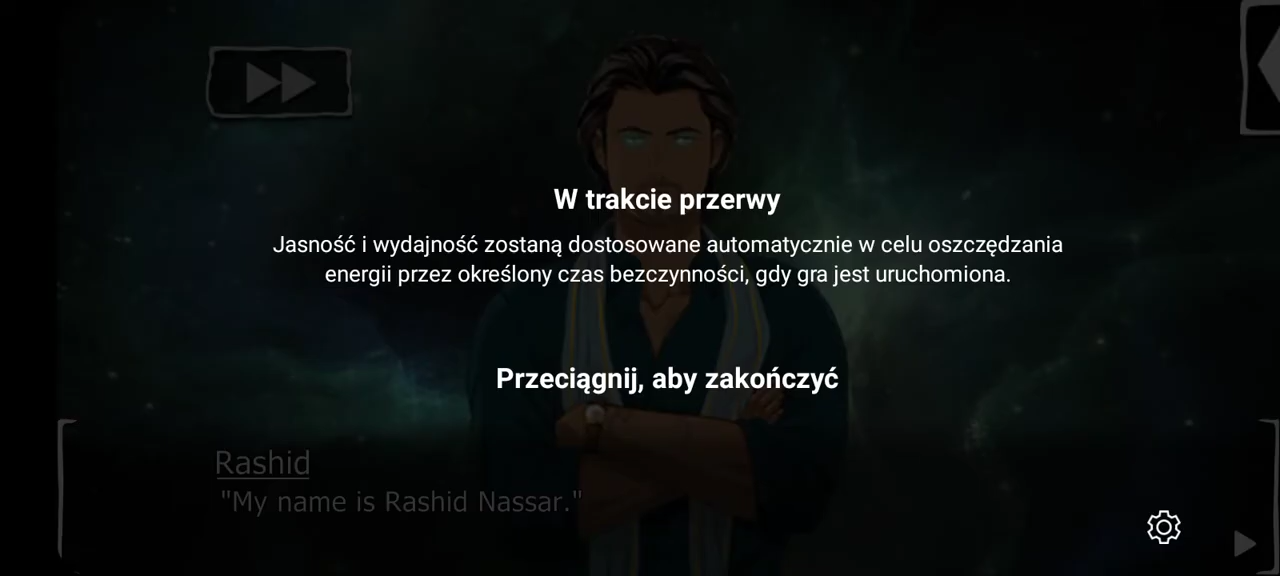 W trakcie przerwy
Jasność i wydajność zostaną dostosowane automatycznie w celu oszczędzania
energii przez określony czas bezczynności, gdy gra jest uruchomiona.
Przeciągnij, aby zakończyć
Rashid
"My name is Rashid Nassar."